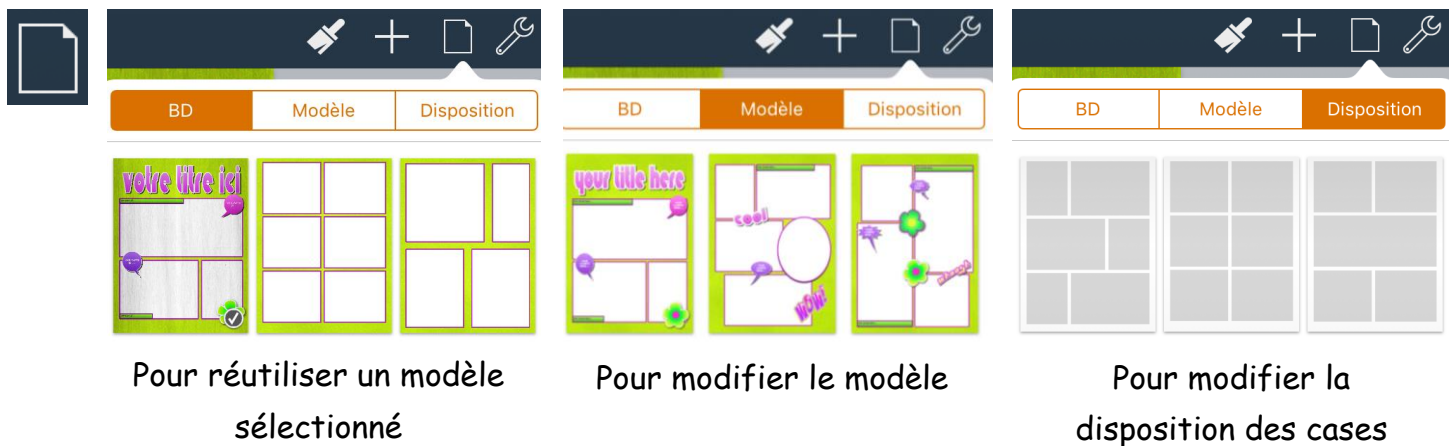 BD Modèle Disposition
BD Modèle Disposition
BD Modèle Disposition
votre titre ici
your title here
cool
WOW!
Pour réutiliser un modèle
sélectionné
Pour modifier le modèle
Pour modifier la
disposition des cases